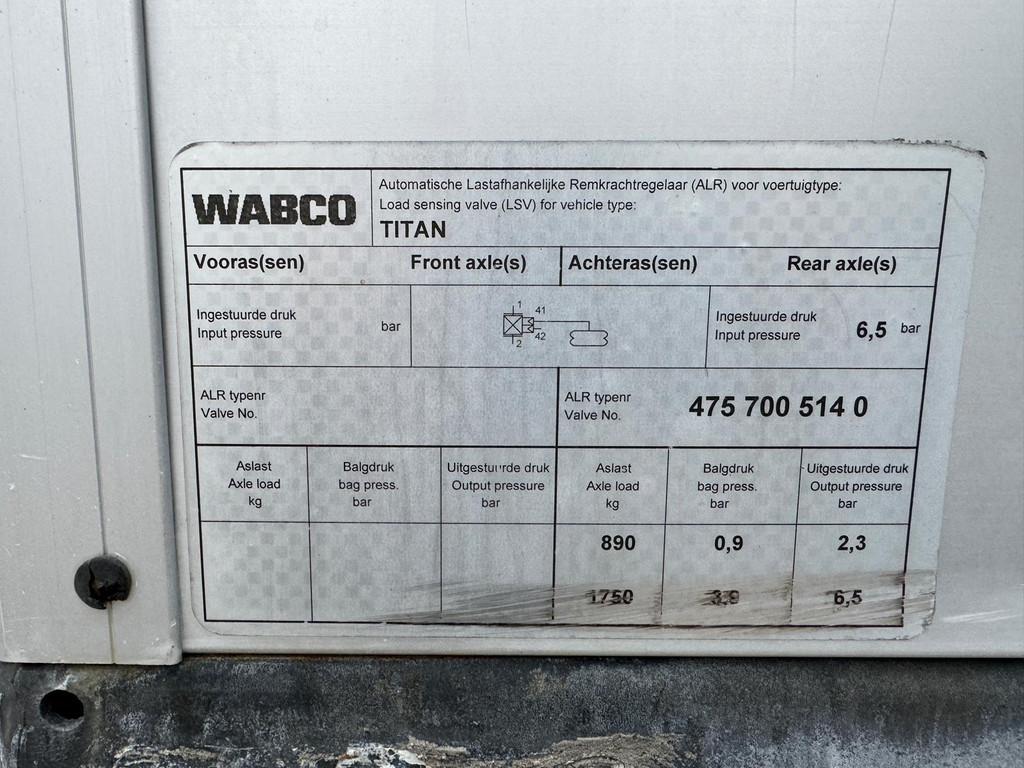 WABCO
Automatische Lastafhankelijke Remkrachtregelaar (ALR) voor voertuigtype:
Load sensing valve (LSV) for vehicle type:
TITAN
Vooras(sen) Front axle(s) Achteras(sen) Rear axle(s)
Ingestuurde druk
Input pressure bar
1 41
2 42
Ingestuurde druk
Input pressure 6,5 bar
ALR typenr
Valve No.
ALR typenr
Valve No. 475 700 514 0
Aslast Balgdruk Uitgestuurde druk Aslast Balgdruk Uitgestuurde druk
Axle load bag press. Output pressure Axle load bag press. Output pressure
kg bar bar kg bar bar
890 0,9 2,3
1750 3,9 6,5